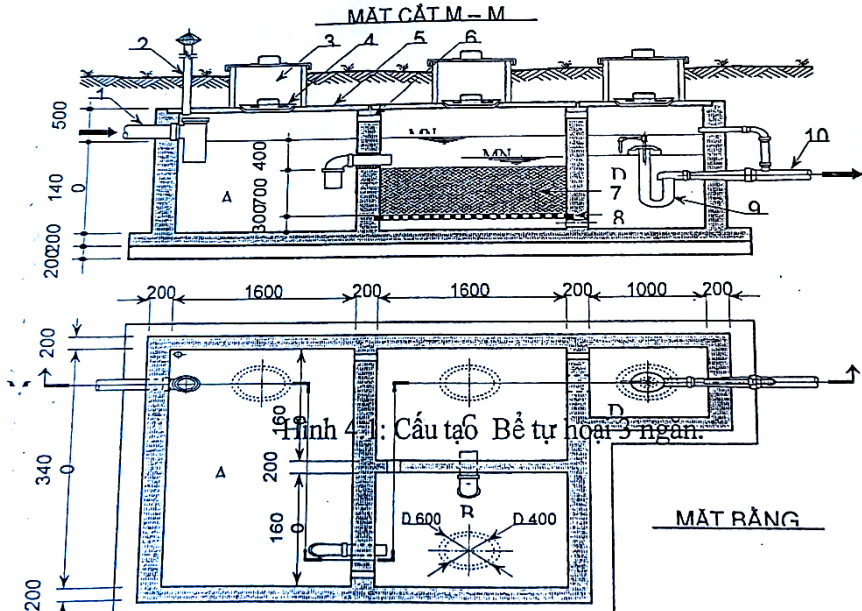 MẶT CẮT M – M
2 3 4 5 6
1
500
400
MN
MN
10
140
0
A
700
D
7
300
8
9
200
200
200 1600 200 1600 200 1000 200
200
160
0
C
D
Hình 4.1: Cấu tạo Bể tự hoại 3 ngăn.
340
0
A
200
B
160
0
D 600 D 400
MẶT BẰNG
200